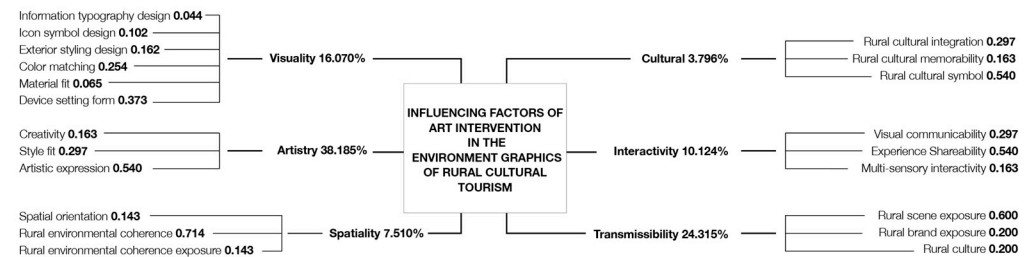 Information typography design 0.044
Icon symbol design 0.102
Exterior styling design 0.162
Color matching 0.254
Material fit 0.065
Device setting form 0.373
Visuality 16.070%
Creativity 0.163
Style fit 0.297
Artistic expression 0.540
Artistry 38.185%
Spatial orientation 0.143
Rural environmental coherence 0.714
Rural environmental coherence exposure 0.143
Spatiality 7.510%
INFLUENCING FACTORS OF
ART INTERVENTION
IN THE
ENVIRONMENT GRAPHICS
OF RURAL CULTURAL
TOURISM
Cultural 3.796%
Rural cultural integration 0.297
Rural cultural memorability 0.163
Rural cultural symbol 0.540
Interactivity 10.124%
Visual communicability 0.297
Experience Shareability 0.540
Multi-sensory interactivity 0.163
Transmissibility 24.315%
Rural scene exposure 0.600
Rural brand exposure 0.200
Rural culture 0.200